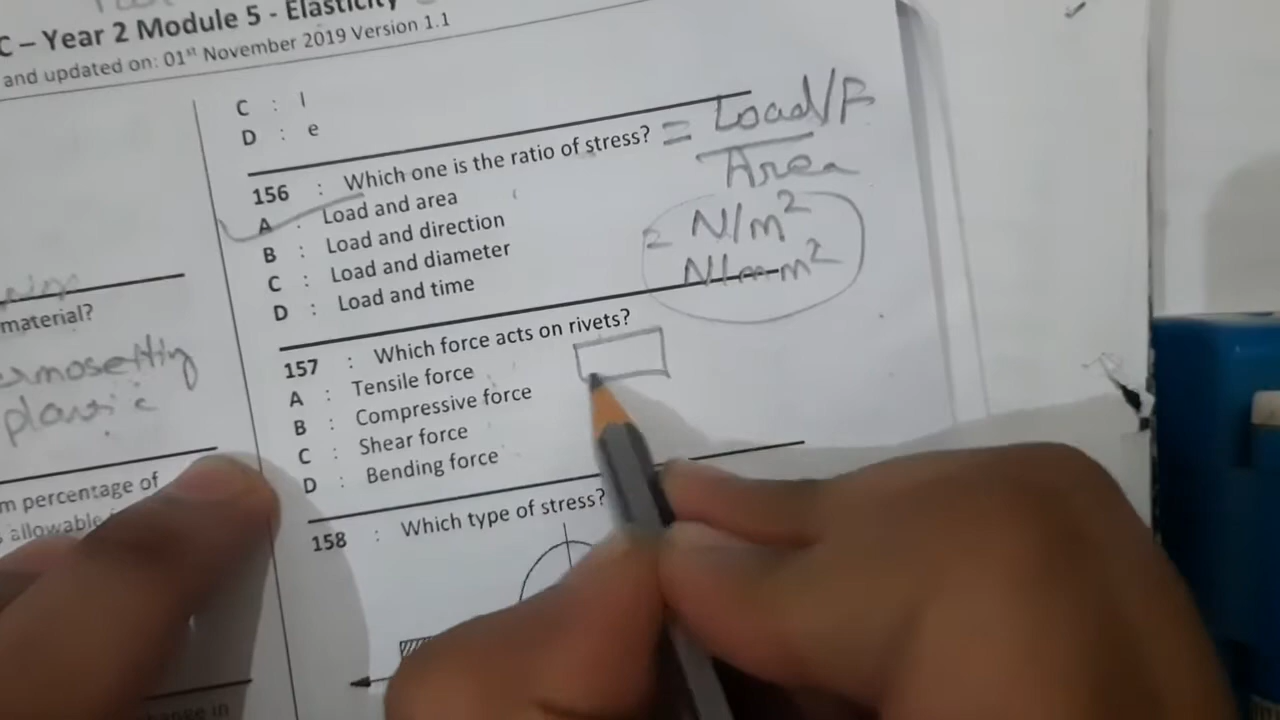 C – Year 2 Module 5 - Elasticity
and updated on: 01st November 2019 Version 1.1
C : l
D : e
156 : Which one is the ratio of stress? = Load/F
Area
A : Load and area
B : Load and direction
C : Load and diameter
D : Load and time
= N/m²
N/mm²
material?
157 : Which force acts on rivets?
A : Tensile force
B : Compressive force
C : Shear force
D : Bending force
ermosetting
plastic
m percentage of
allowable
158 : Which type of stress?
hange in